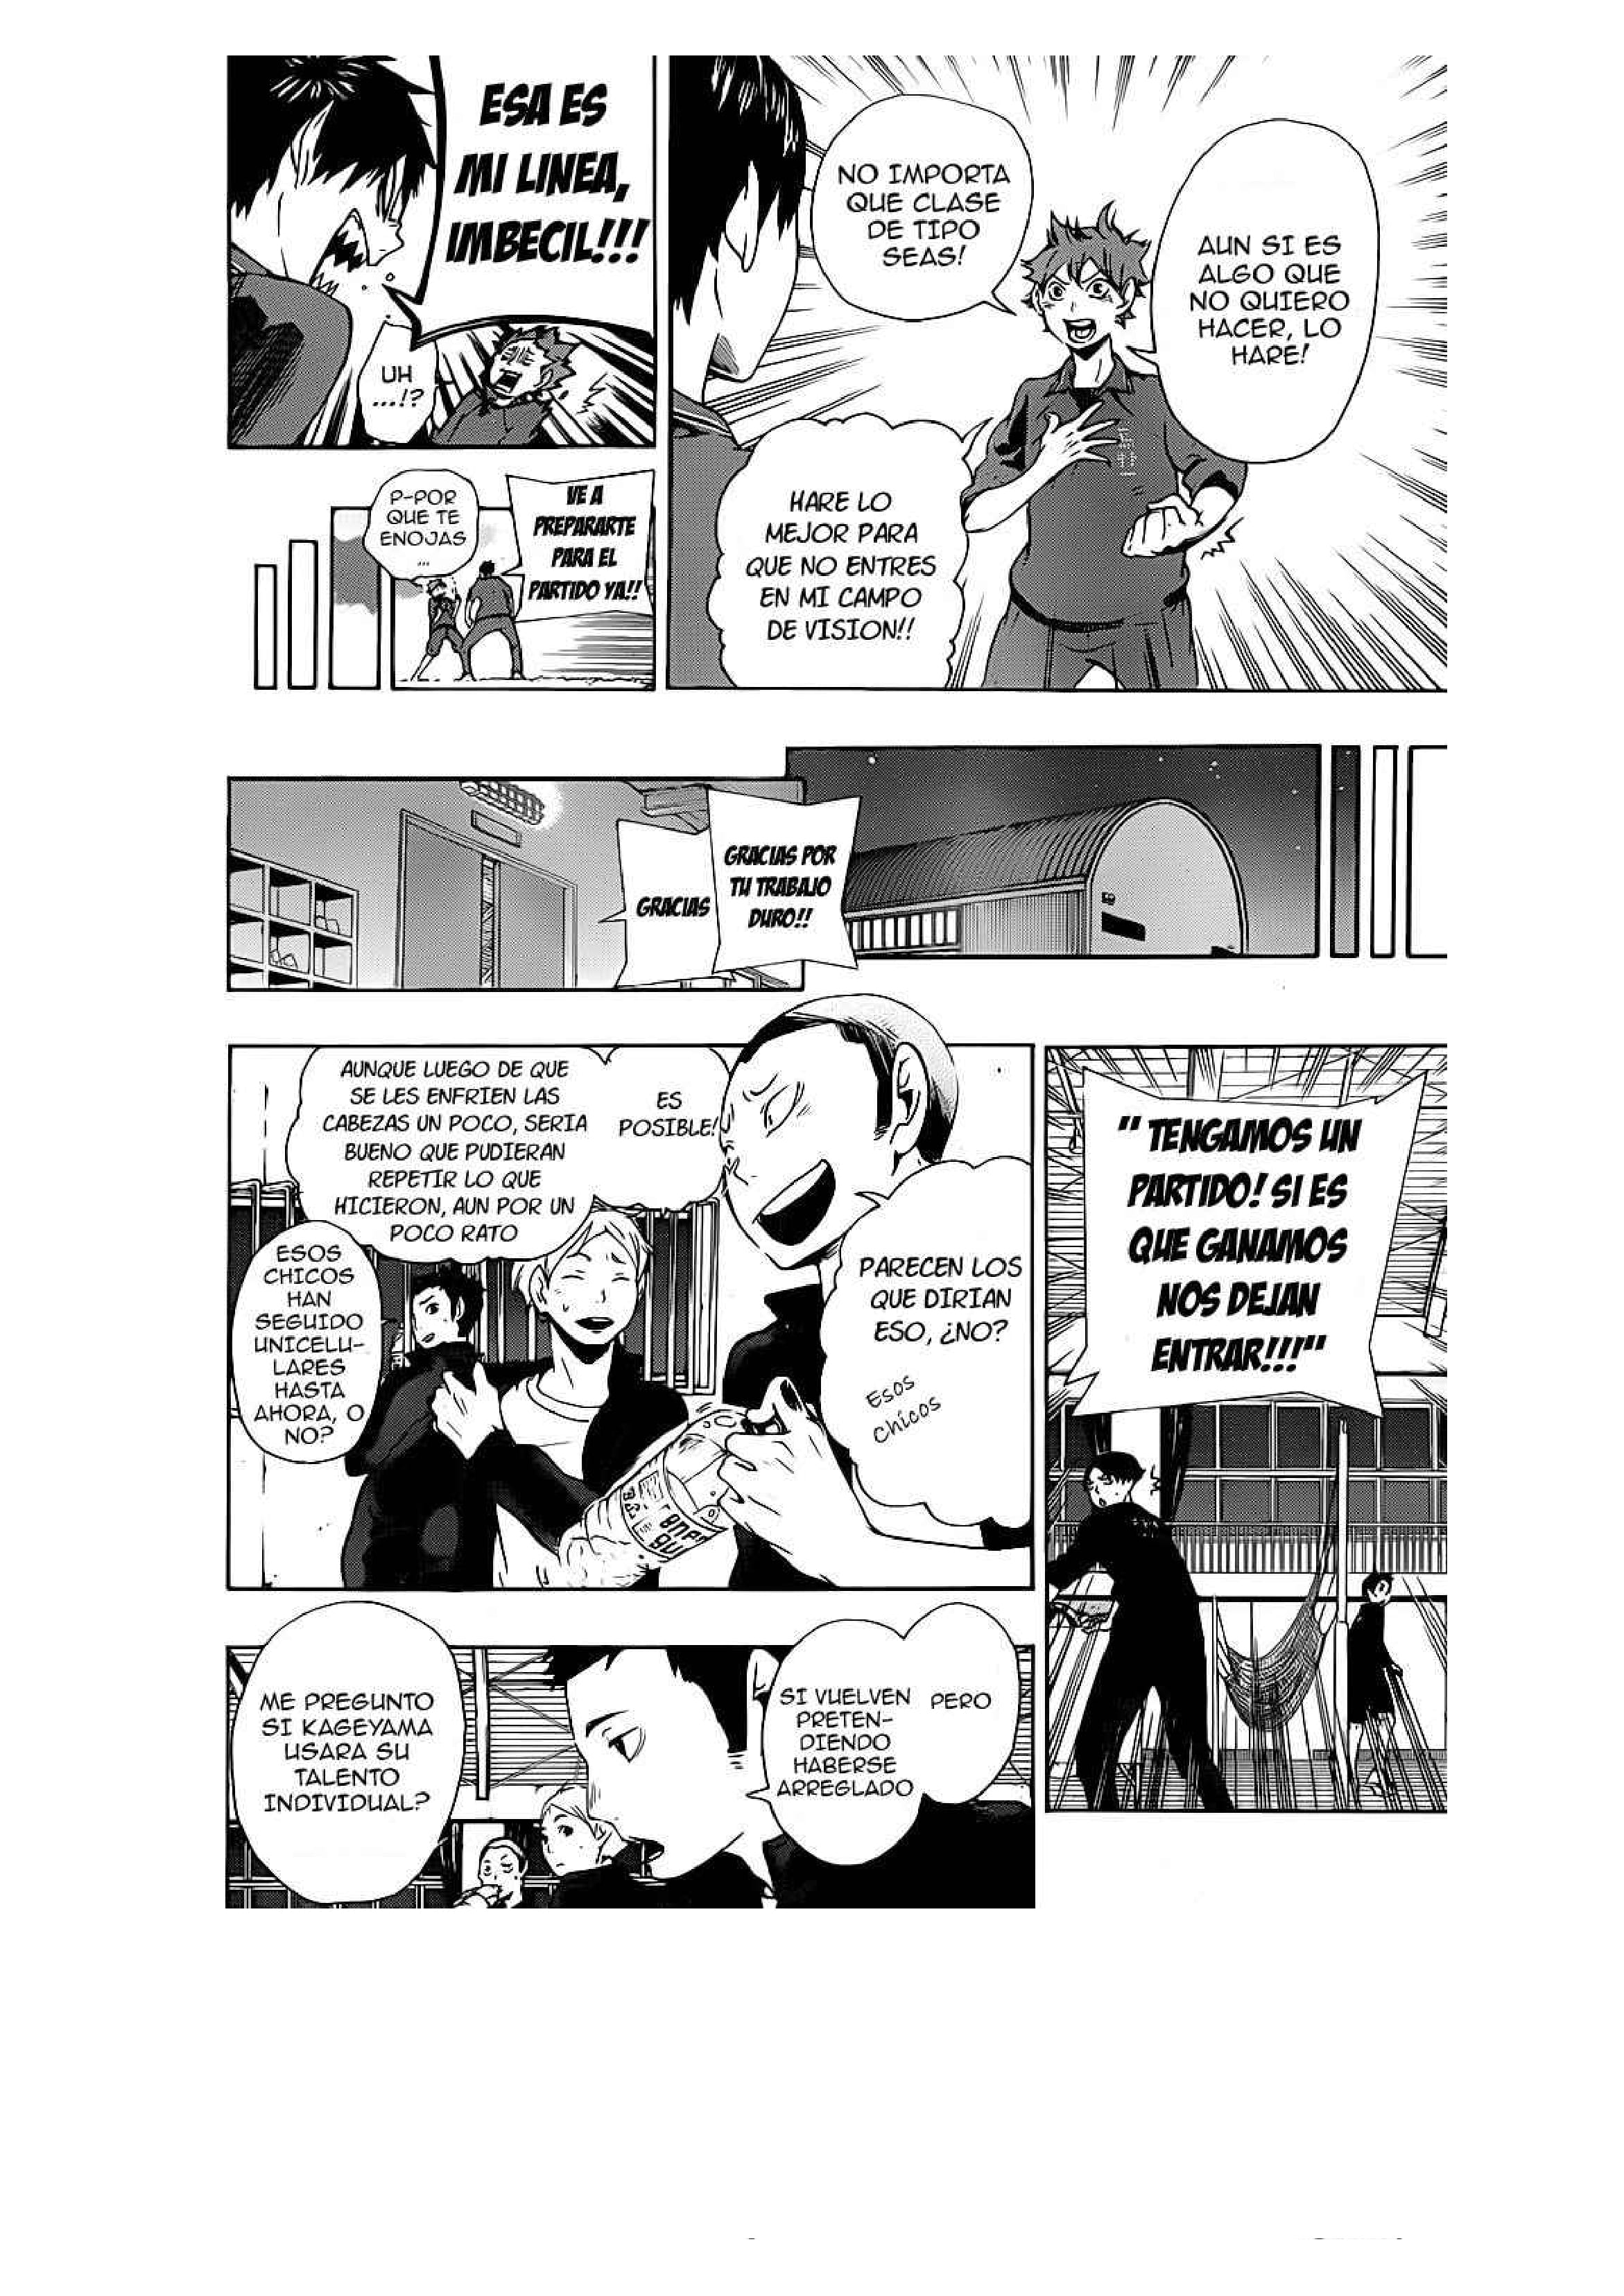 AUN SI ES
ALGO QUE
NO QUIERO
HACER, LO
HARE!
NO IMPORTA
QUE CLASE
DE TIPO
SEAS!
HARE LO
MEJOR PARA
QUE NO ENTRES
EN MI CAMPO
DE VISION!!
ESA ES
MI LINEA,
IMBECIL!!!
UH
...!?
VE A
PREPARARTE
PARA EL
PARTIDO YA!!
P-POR
QUE TE
ENOJAS
...
GRACIAS POR
TU TRABAJO
DURO!!
GRACIAS
" TENGAMOS UN
PARTIDO! SI ES
QUE GANAMOS
NOS DEJAN
ENTRAR!!!"
PARECEN LOS
QUE DIRIAN
ESO, ¿NO?
Esos
Chicos
ES
POSIBLE!
AUNQUE LUEGO DE QUE
SE LES ENFRIEN LAS
CABEZAS UN POCO, SERIA
BUENO QUE PUDIERAN
REPETIR LO QUE
HICIERON, AUN POR UN
POCO RATO
ESOS
CHICOS
HAN
SEGUIDO
UNICELU-
LARES
HASTA
AHORA, O
NO?
PERO
SI VUELVEN
PRETEN-
DIENDO
HABERSE
ARREGLADO
ME PREGUNTO
SI KAGEYAMA
USARA SU
TALENTO
INDIVIDUAL?